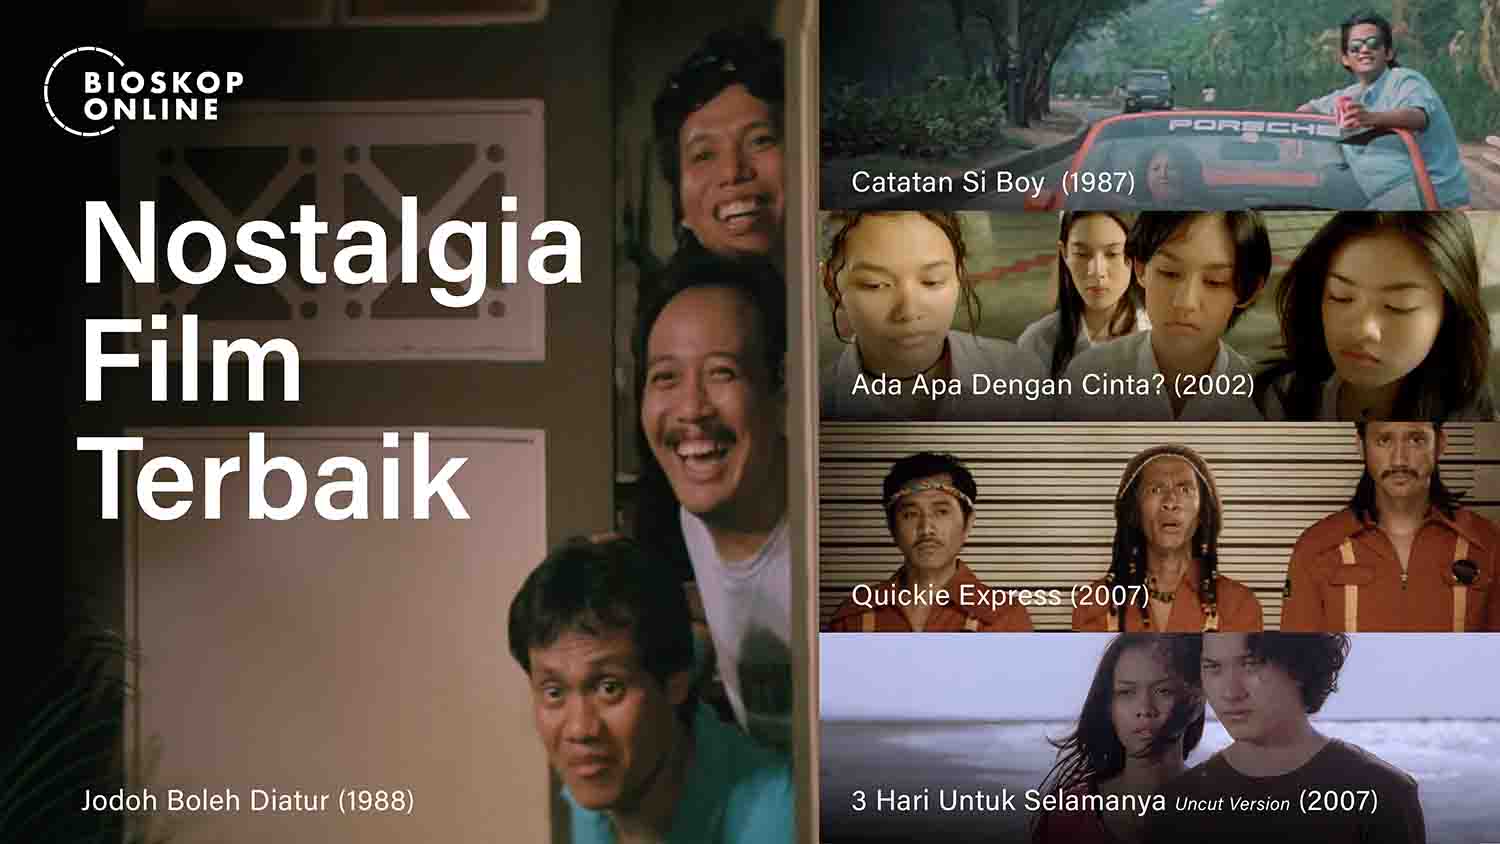 BIOSKOP
ONLINE
Nostalgia
Film
Terbaik
Jodoh Boleh Diatur (1988)
PORSCHE
Catatan Si Boy (1987)
Ada Apa Dengan Cinta? (2002)
Quickie Express (2007)
3 Hari Untuk Selamanya Uncut Version (2007)